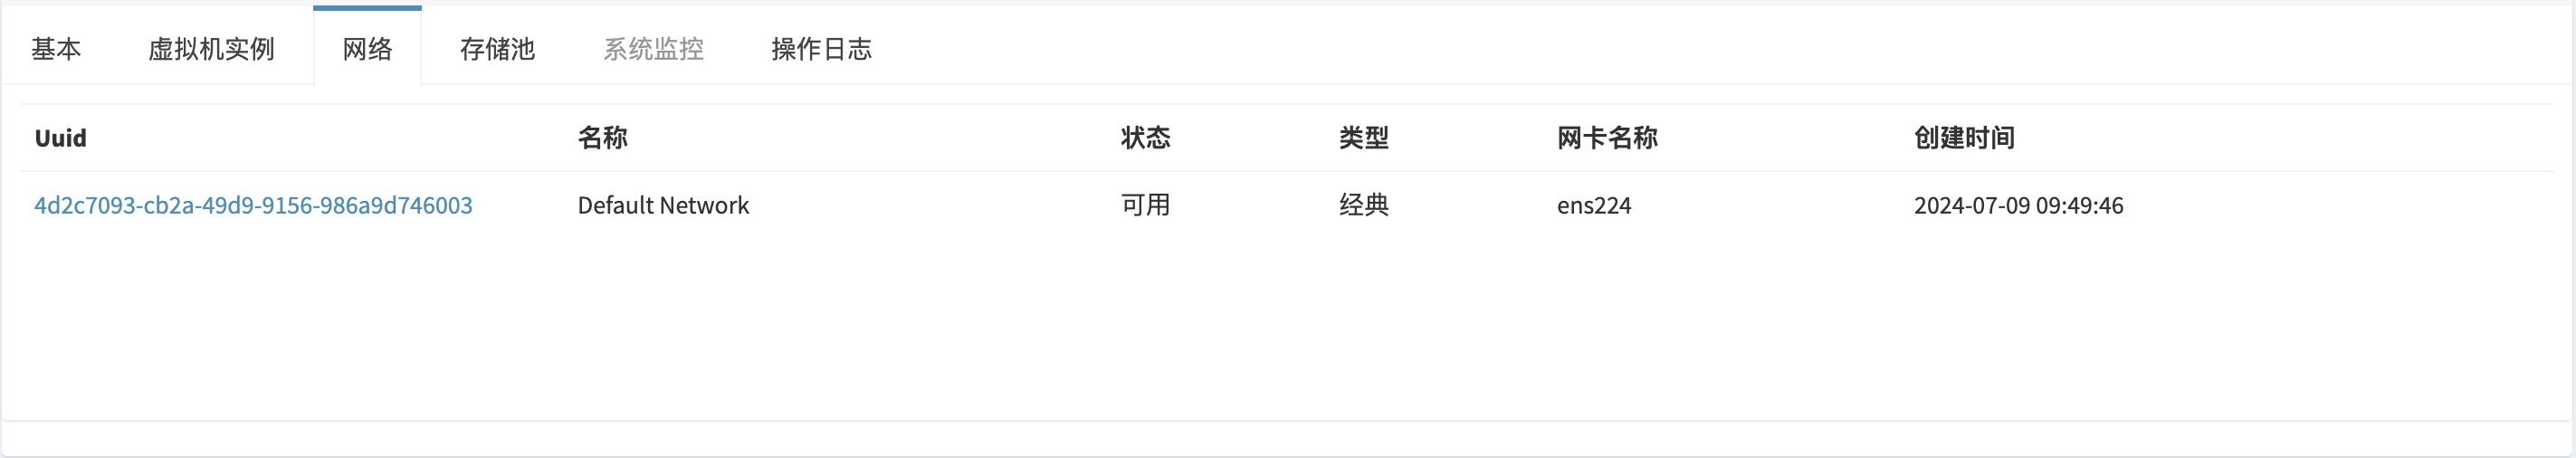 基本 虚拟机实例 网络 存储池 系统监控 操作日志
Uuid 名称 状态 类型 网卡名称 创建时间
4d2c7093-cb2a-49d9-9156-986a9d746003 Default Network 可用 经典 ens224 2024-07-09 09:49:46